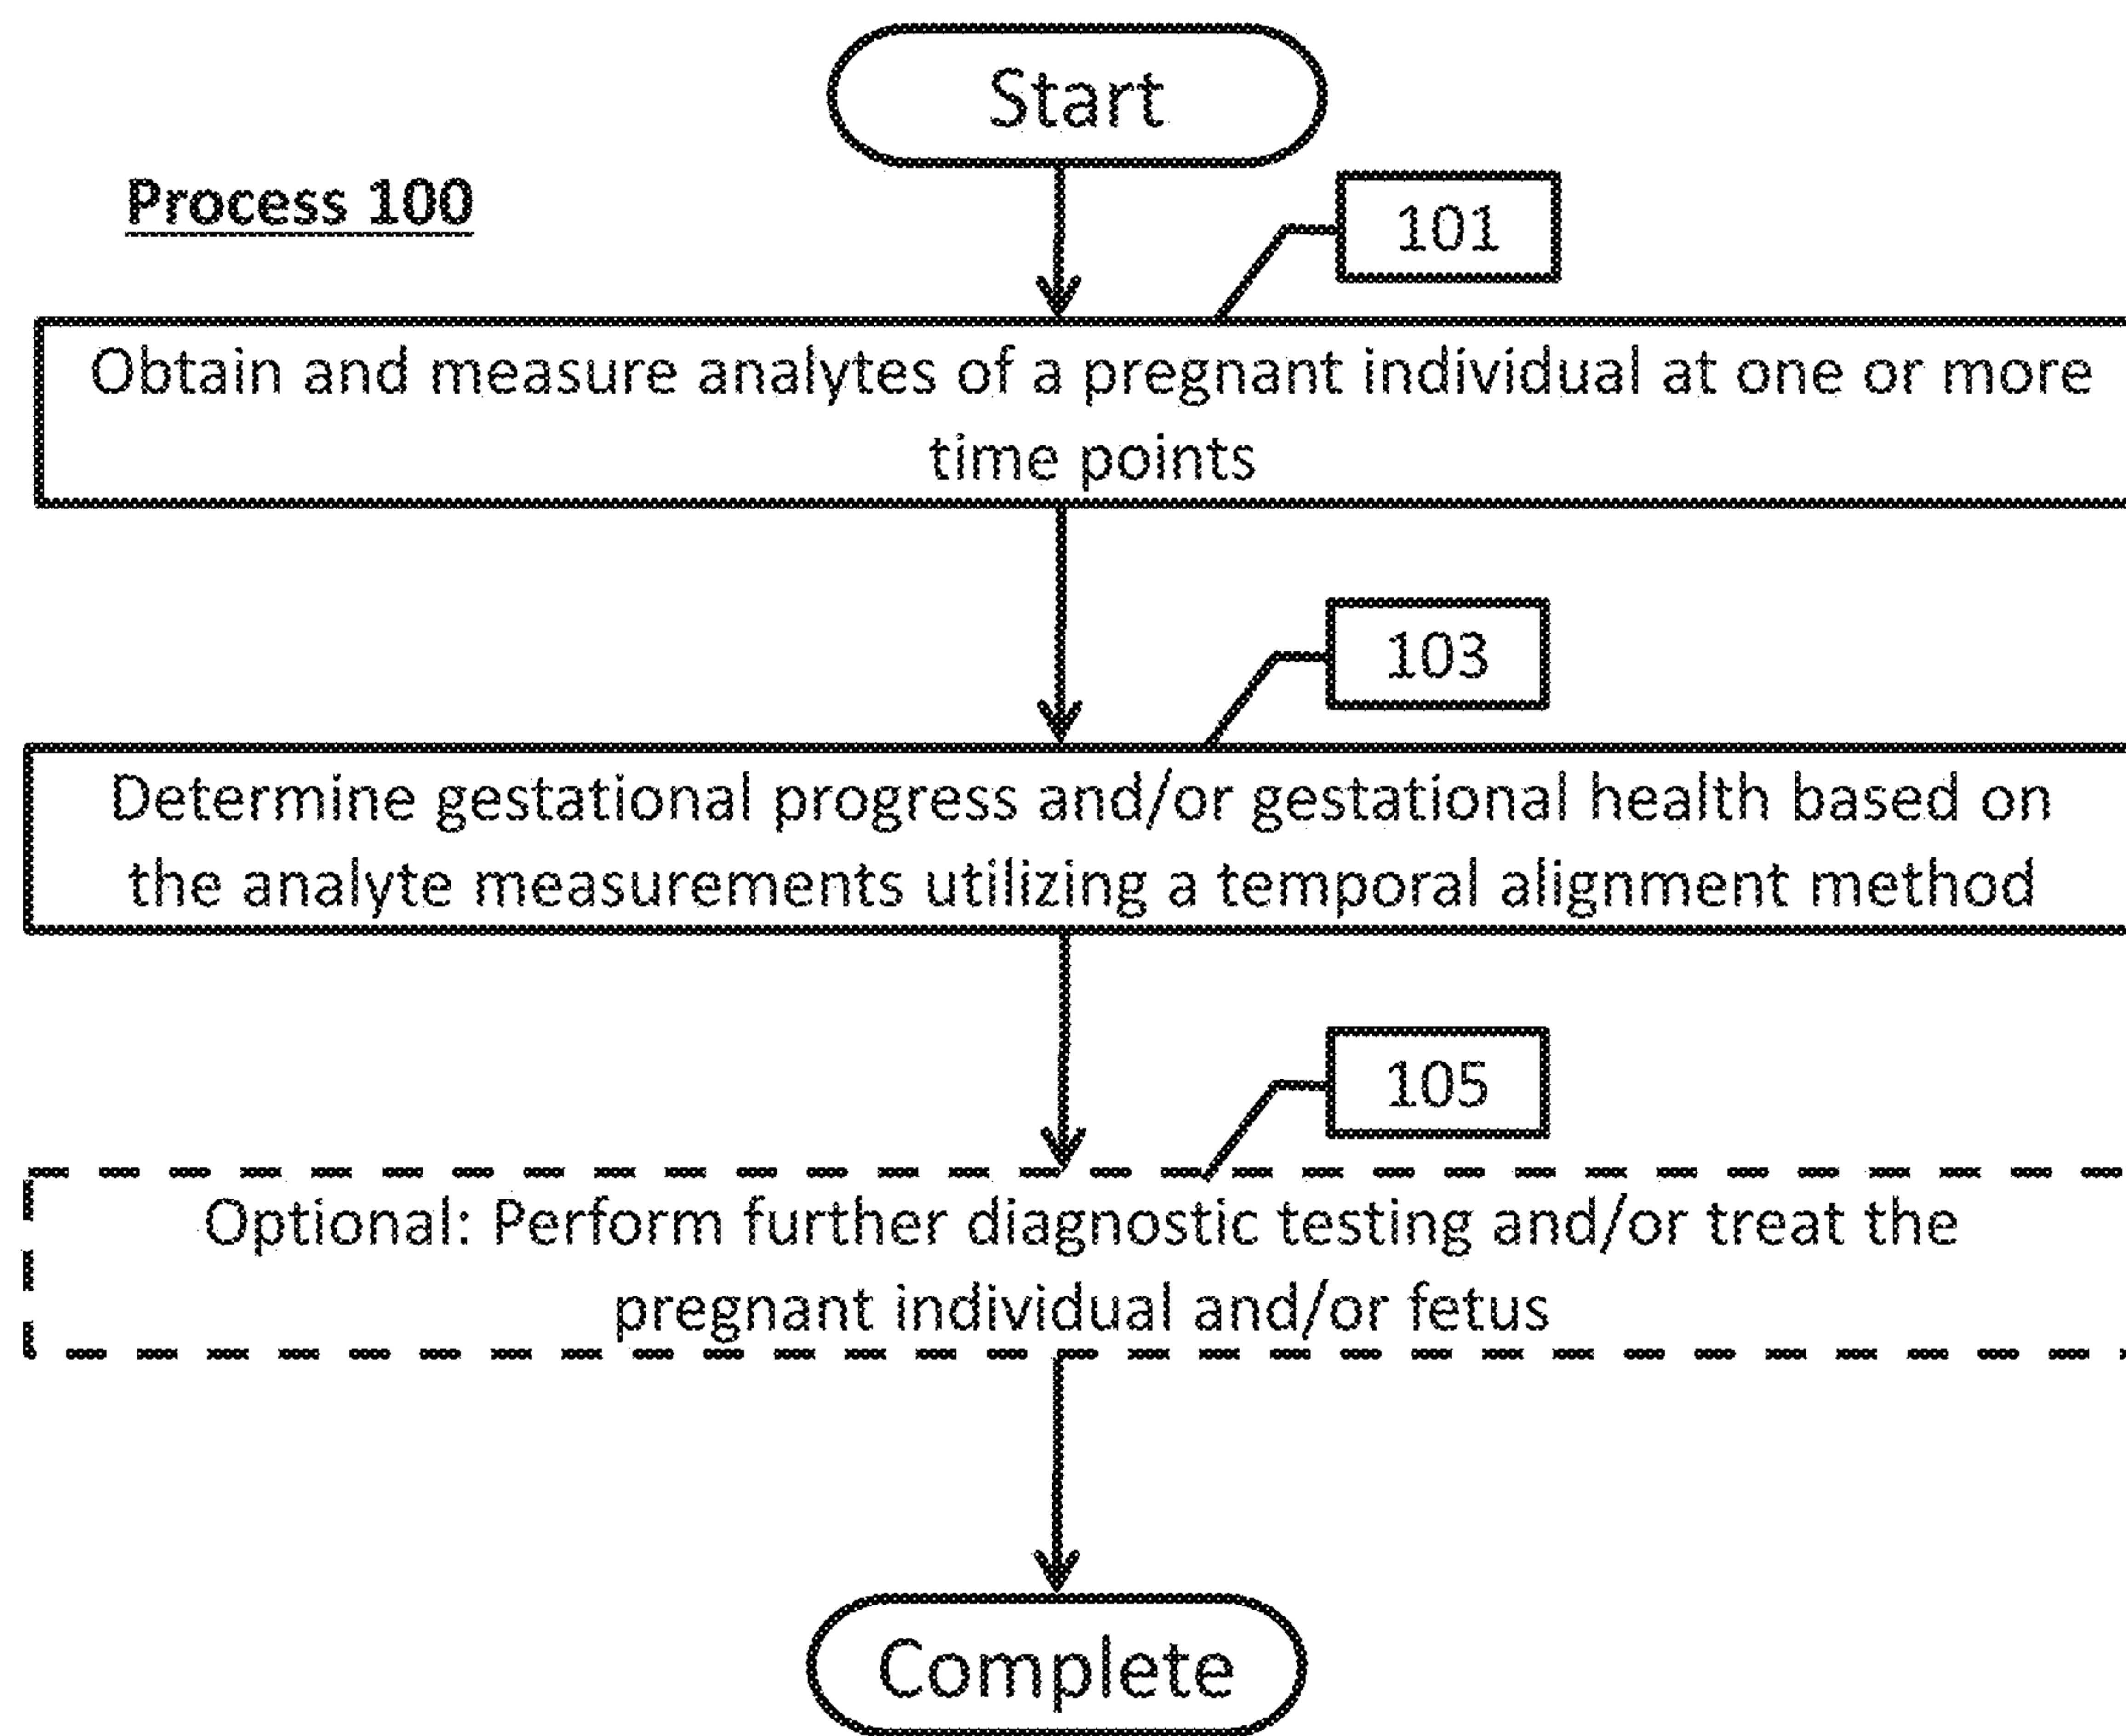 Start
Process 100
101
Obtain and measure analytes of a pregnant individual at one or more
time points
103
Determine gestational progress and/or gestational health based on
the analyte measurements utilizing a temporal alignment method
105
Optional: Perform further diagnostic testing and/or treat the
pregnant individual and/or fetus
Complete